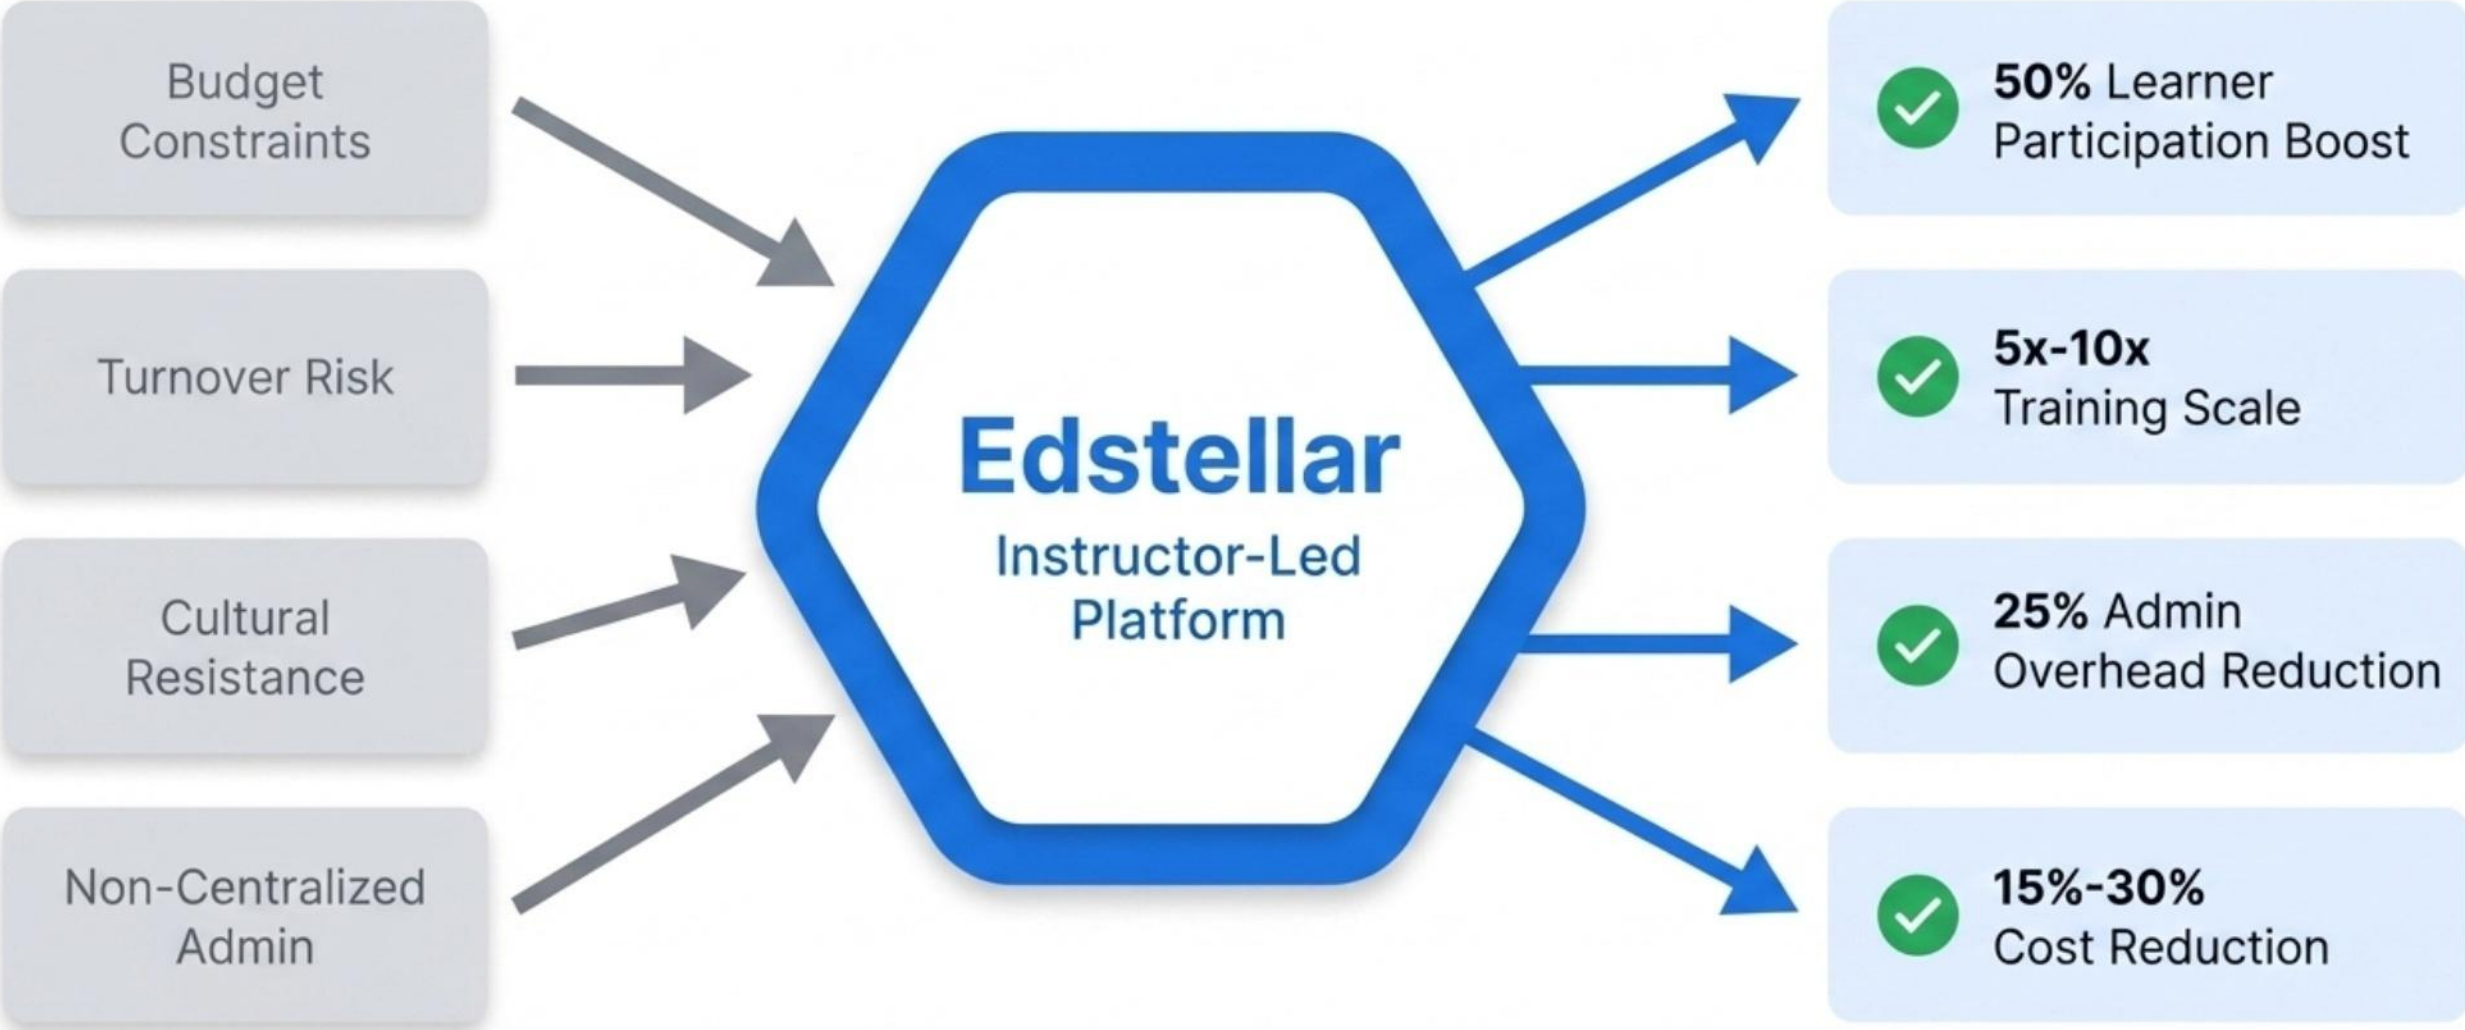 Budget
Constraints
Turnover Risk
Cultural
Resistance
Non-Centralized
Admin
Edstellar
Instructor-Led
Platform
50% Learner
Participation Boost
5x-10x
Training Scale
25% Admin
Overhead Reduction
15%-30%
Cost Reduction